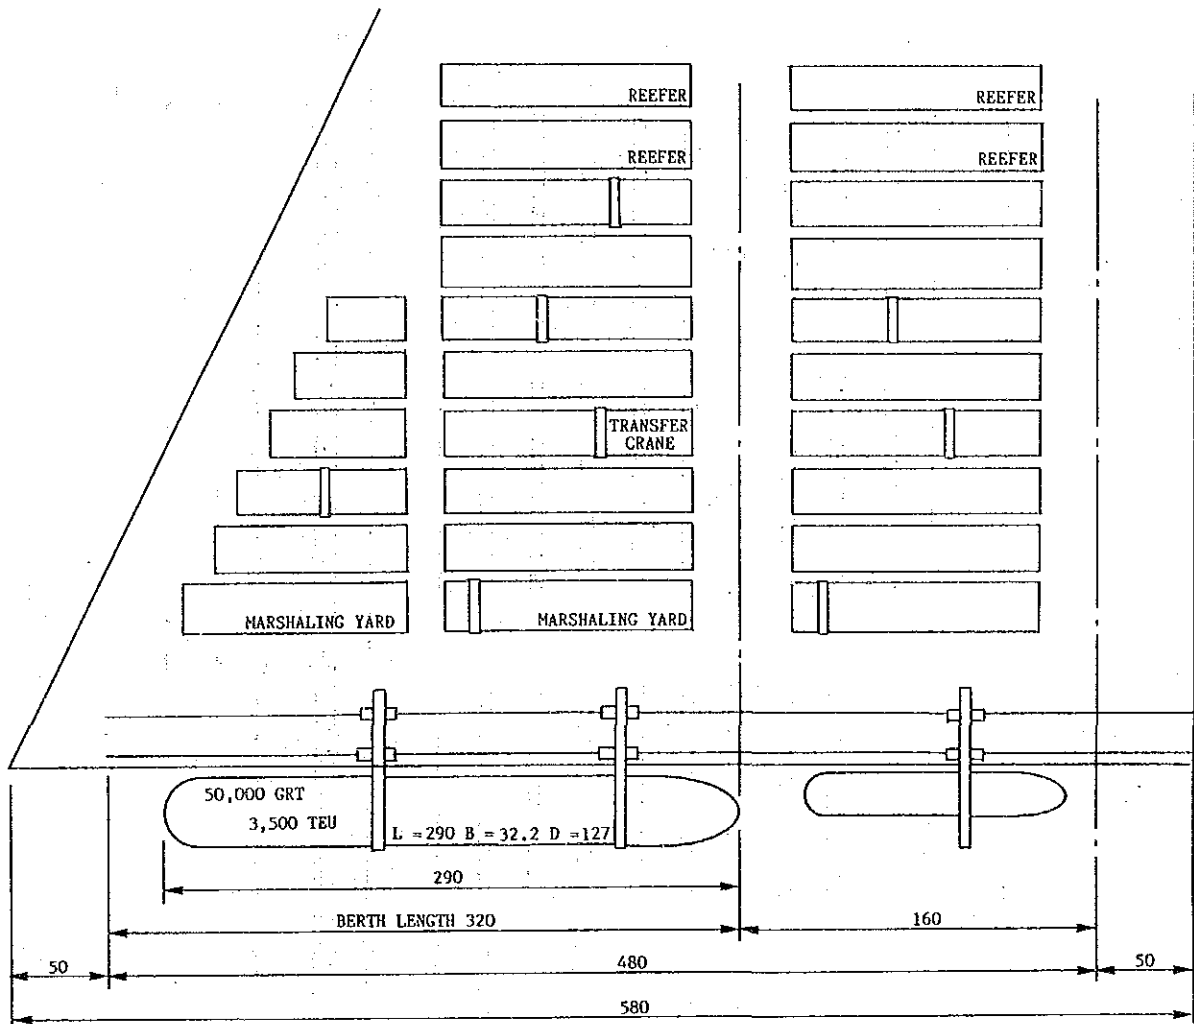 REEFER
REEFER
REEFER
REEFER
TRANSFER
CRANE
MARSHALING YARD
MARSHALING YARD
50,000 GRT
3,500 TEU
L = 290 B = 32.2 D = 127
290
BERTH LENGTH 320
160
50
480
50
580